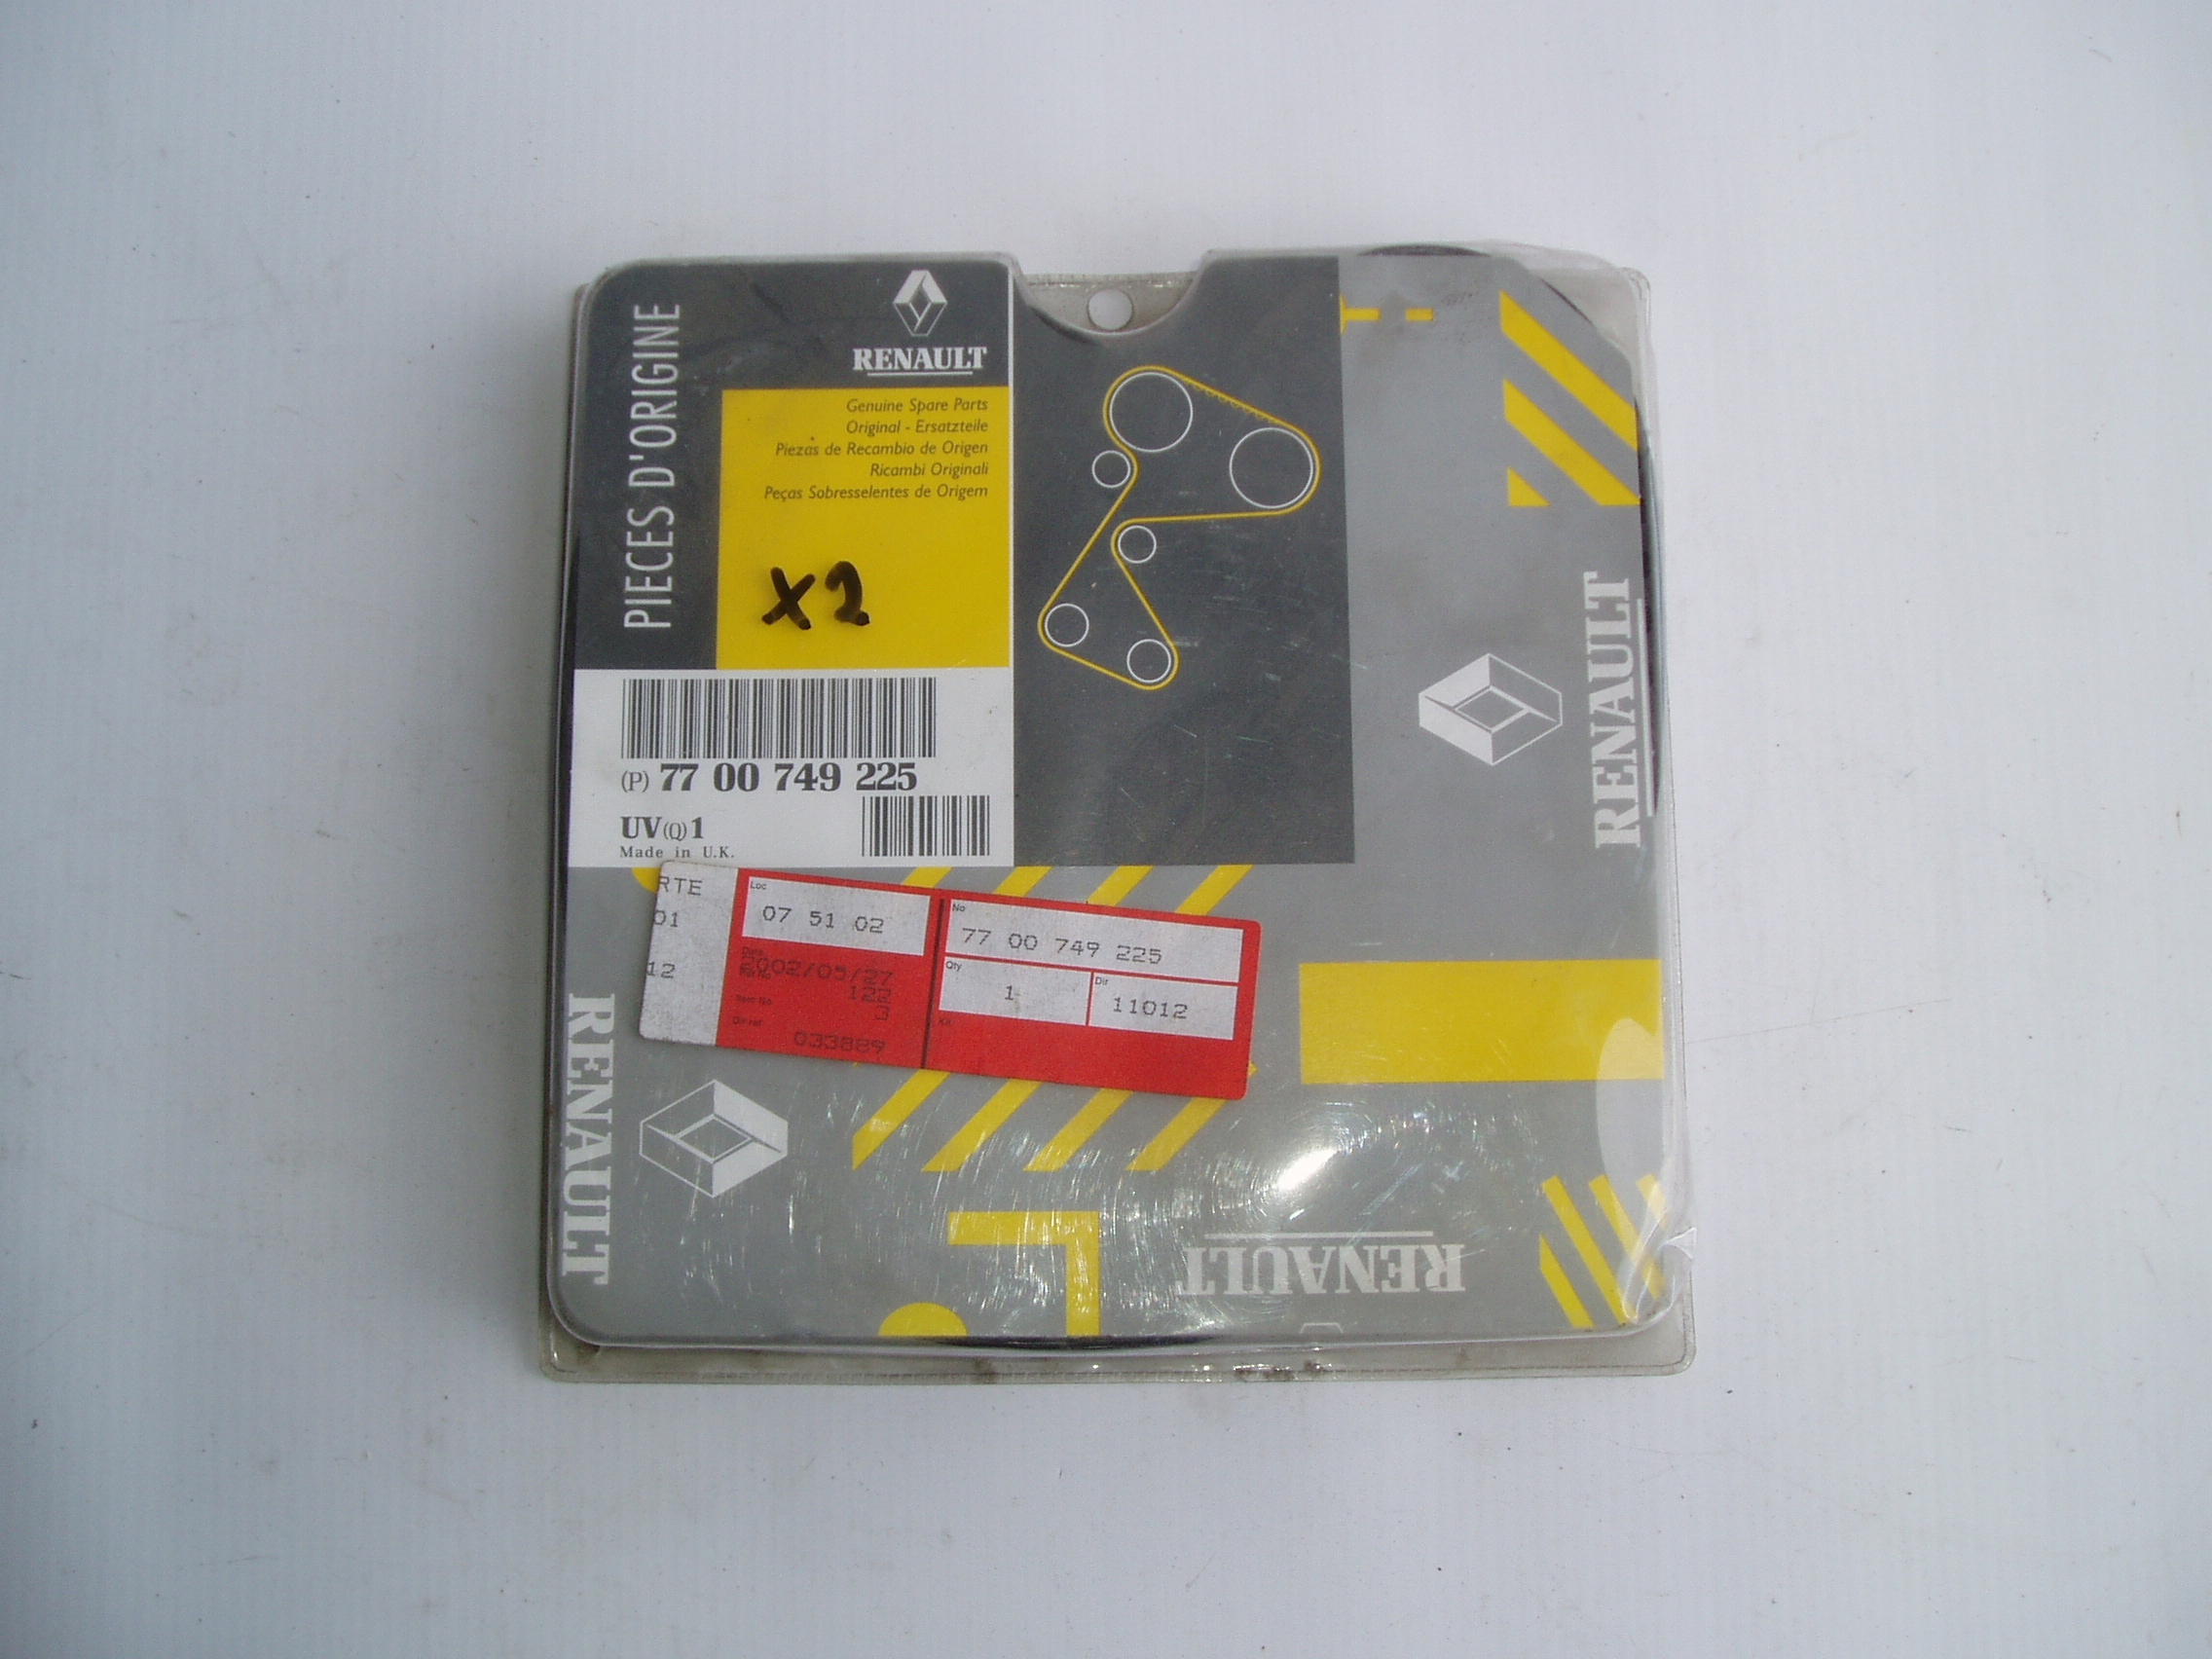 PIECES D'ORIGINE
RENAULT
Genuine Spare Parts
Original - Ersatzteile
Piezas de Recambio de Origen
Ricambi Originali
Peças Sobresselentes de Origem
X2
(P) 77 00 749 225
UV(Q)1
Made in U.K.
RTE
01
12
Loc
07 51 02
Date
2002/05/27
122
033889
No
77 00 749 225
Qty
1
Dir
11012
RENAULT
RENAULT
RENAULT